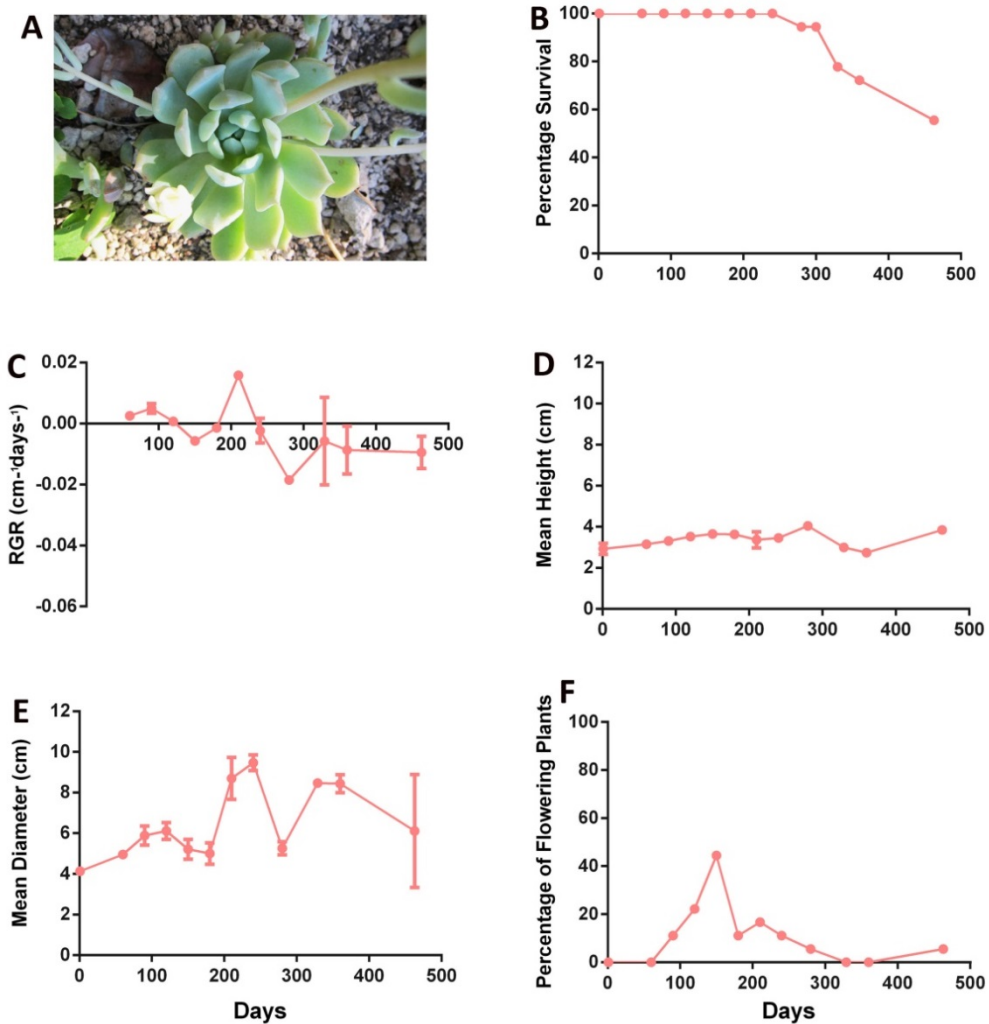 A
B
Percentage Survival
100
80
60
40
20
0
0 100 200 300 400 500
C
RGR (cm-¹days-¹)
0.02
0.00
-0.02
-0.04
-0.06
100 200 300 400 500
D
Mean Height (cm)
12
10
8
6
4
2
0
0 100 200 300 400 500
E
Mean Diameter (cm)
12
10
8
6
4
2
0
0 100 200 300 400 500
Days
F
Percentage of Flowering Plants
100
80
60
40
20
0
0 100 200 300 400 500
Days